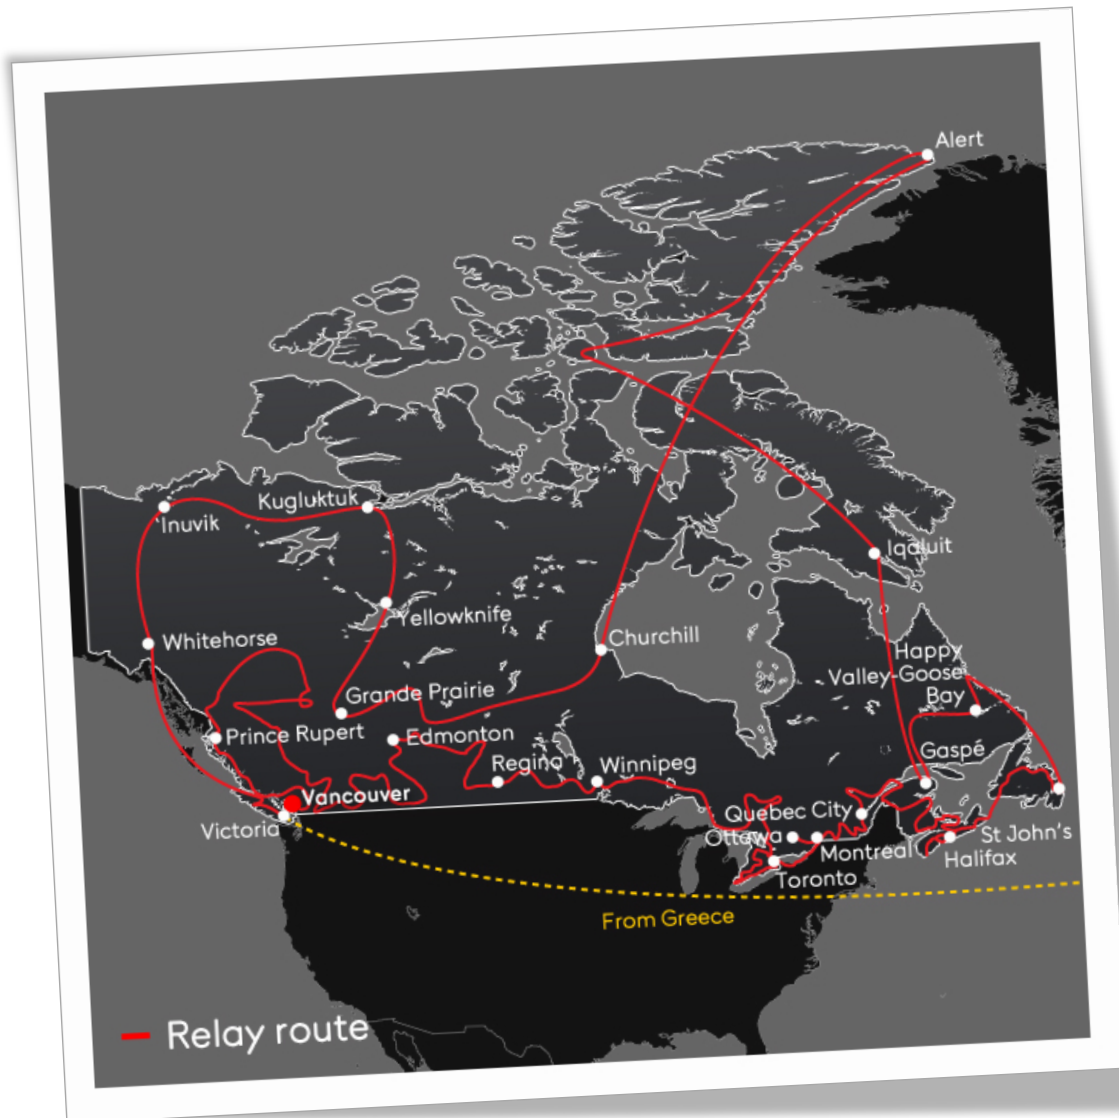 Alert
Kugluktuk
Inuvik
Iqaluit
Yellowknife
Whitehorse
Churchill
Happy
Valley-Goose
Bay
Grande Prairie
Prince Rupert
Edmonton
Gaspé
Regina
Winnipeg
Vancouver
Quebec City
Victoria
Ottawa
St John's
Montreal
Halifax
Toronto
From Greece
Relay route